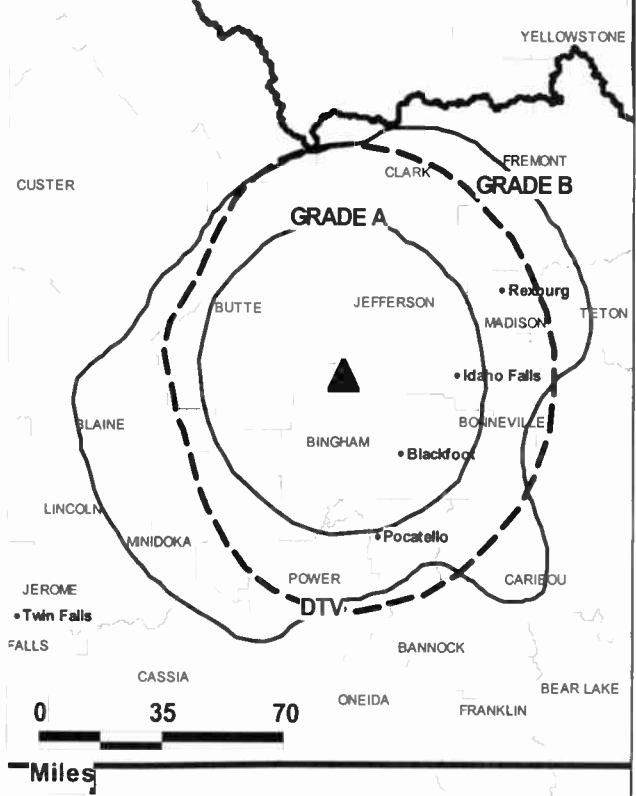 YELLOWSTONE
FREMONT
CLARK
GRADE B
CUSTER
GRADE A
Rexburg
BUTTE
JEFFERSON
TETON
MADISON
Idaho Falls
BLAINE
BONNEVILLE
BINGHAM
Blackfoot
LINCOLN
MINIDOKA
Pocatello
POWER
CARIBOU
JEROME
DTV
Twin Falls
FALLS
BANNOCK
CASSIA
BEAR LAKE
ONEIDA
FRANKLIN
0 35 70
Miles